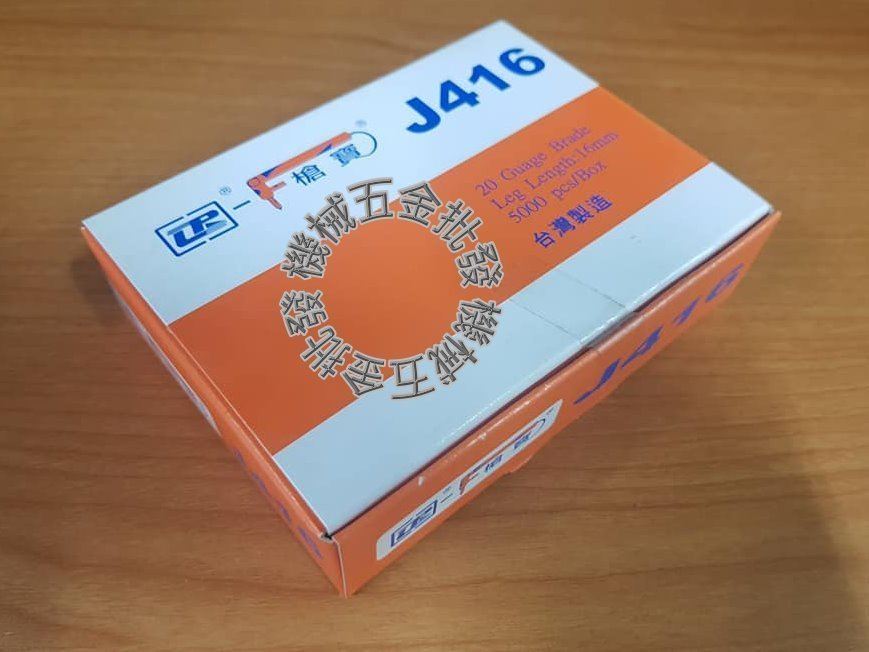 J416
® 槍寶 ®
20 Guage Brade
Leg Length:16mm
5000 pcs/Box
台灣製造
機械五金批發 機械五金批發
J416
® 槍寶 ®